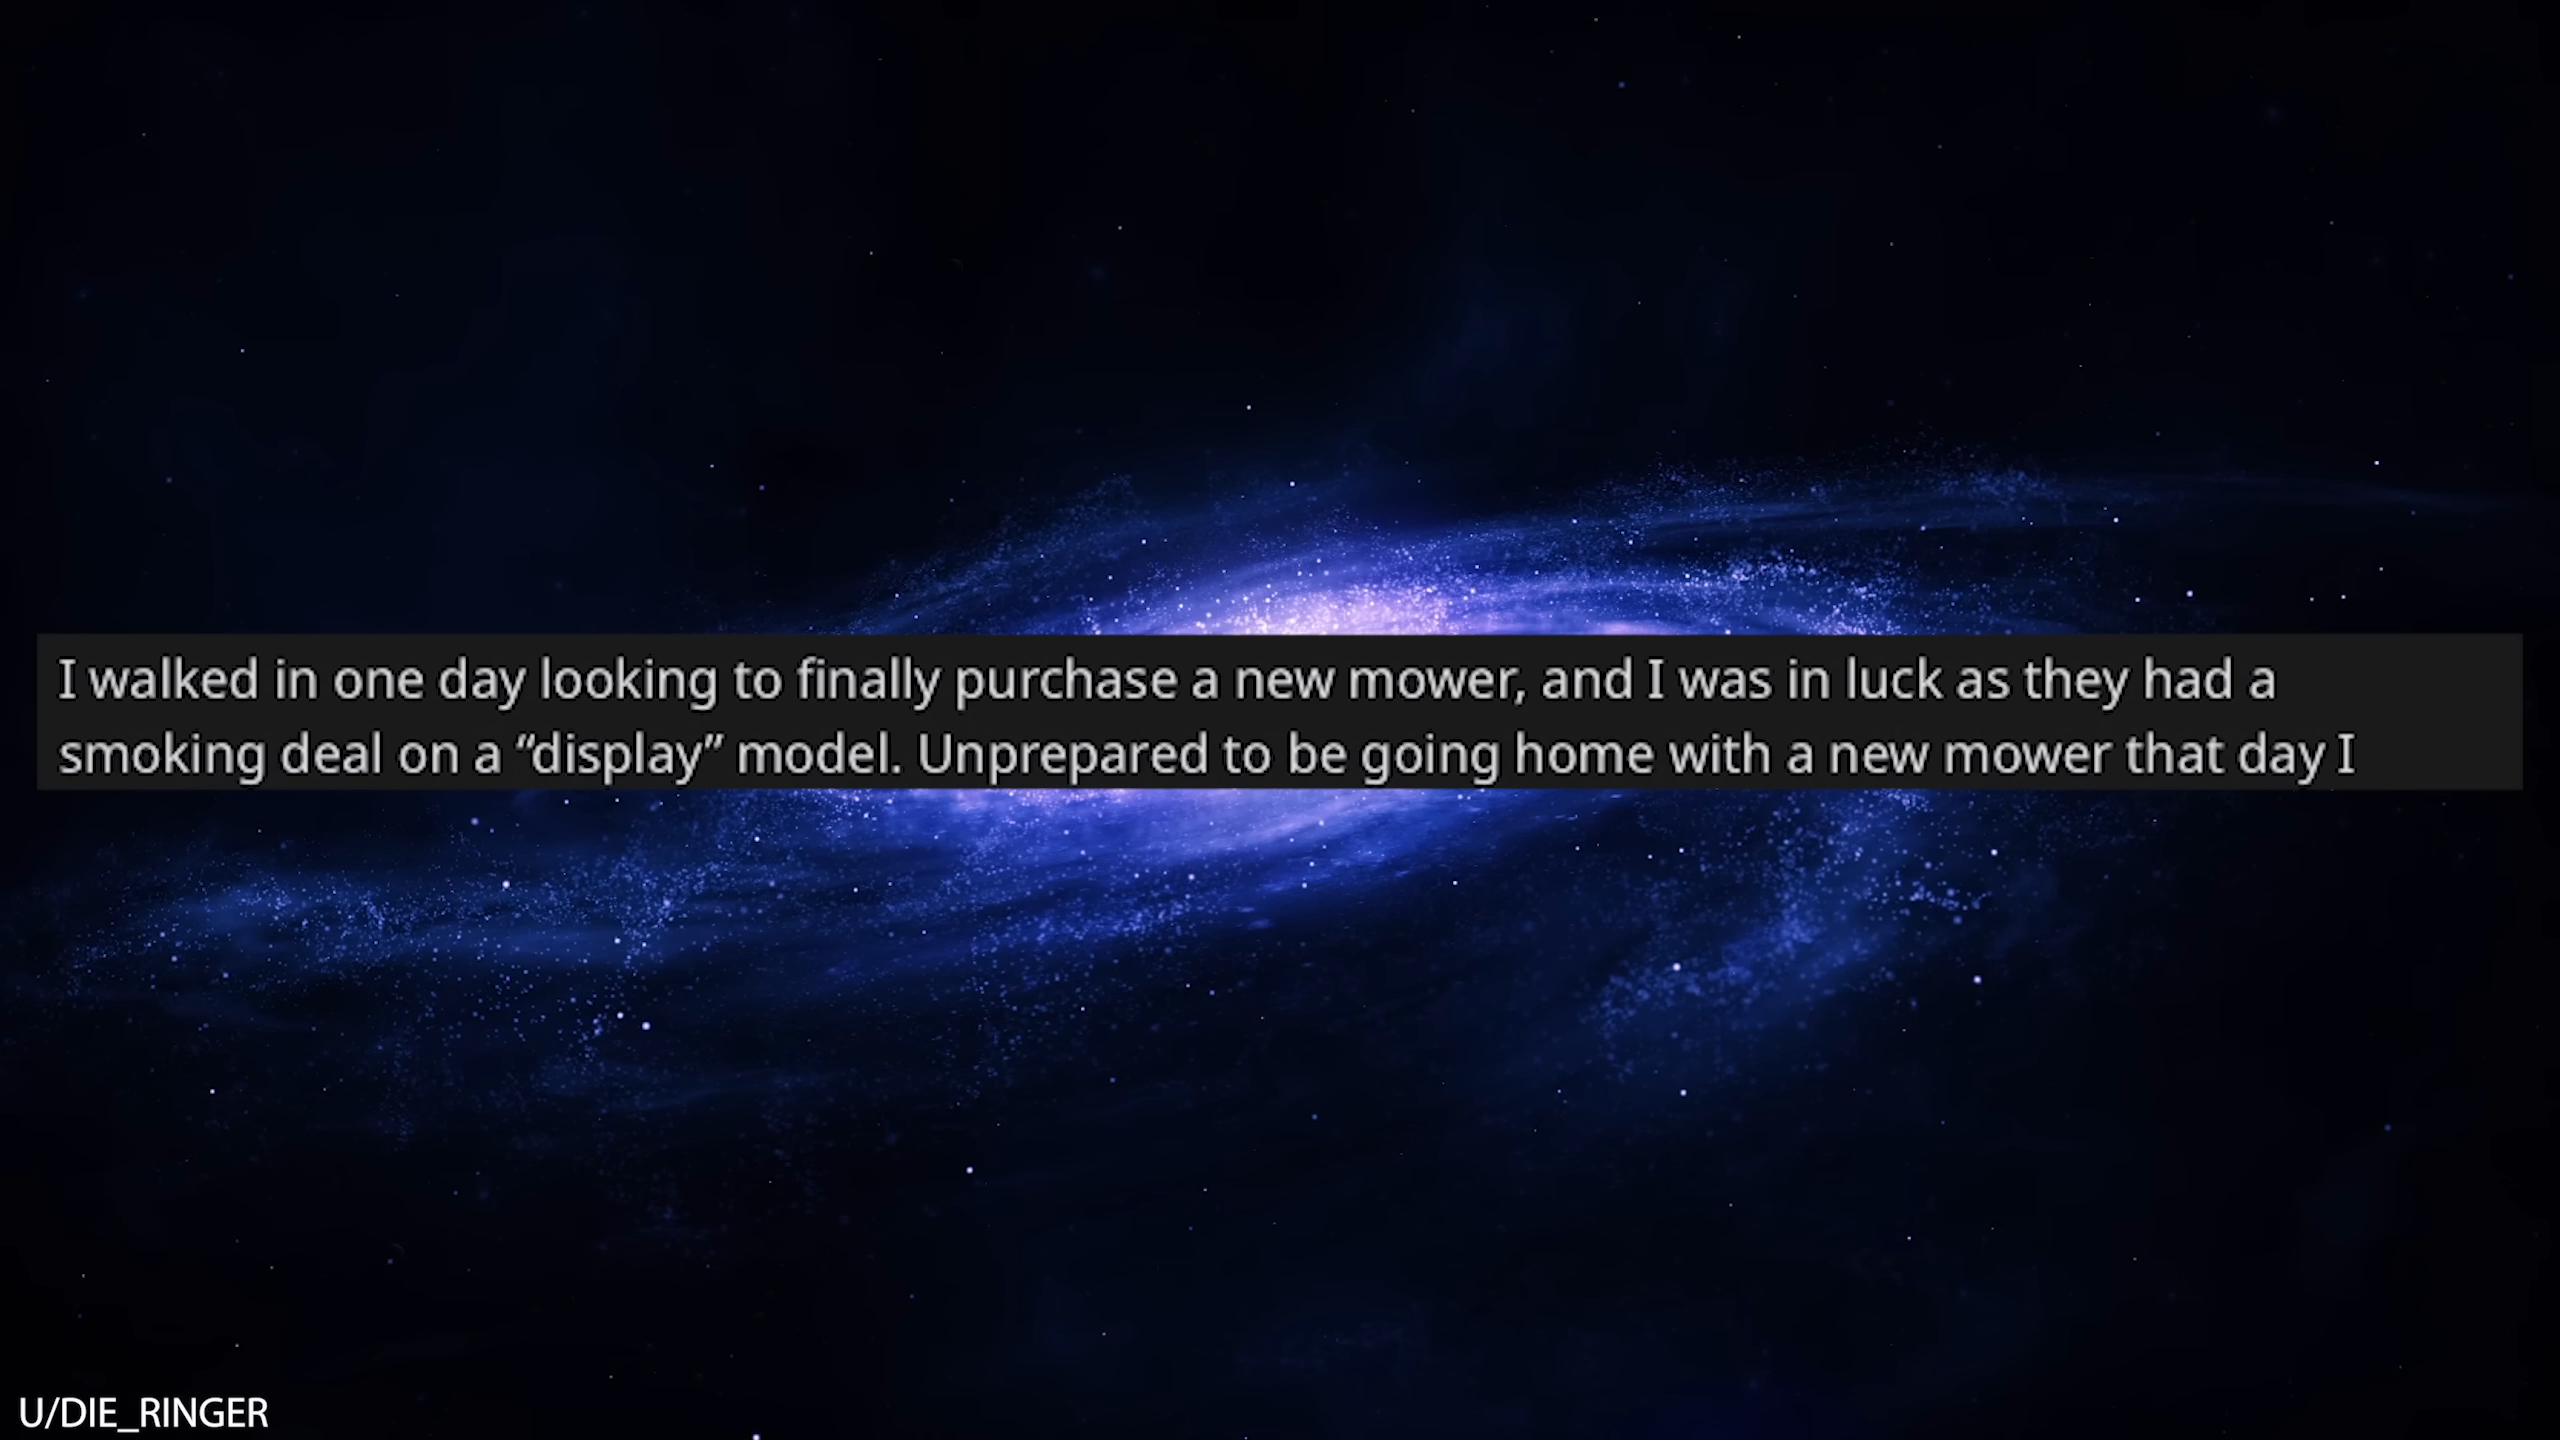 I walked in one day looking to finally purchase a new mower, and I was in luck as they had a
smoking deal on a “display” model. Unprepared to be going home with a new mower that day I
U/DIE_RINGER